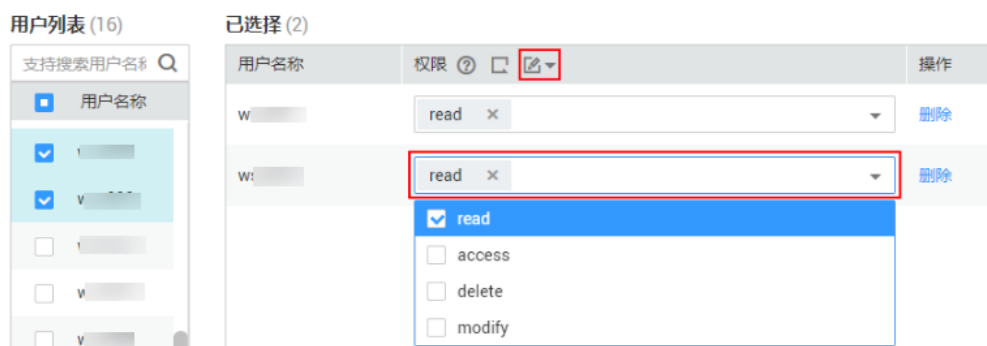 用户列表 (16)
已选择 (2)
支持搜索用户名称
用户名称
用户名称 权限 操作
w read 删除
w read 删除
read
access
delete
modify